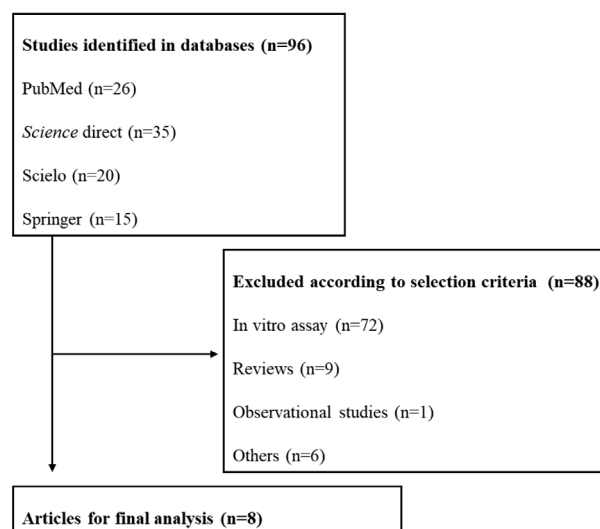 Studies identified in databases (n=96)
PubMed (n=26)
Science direct (n=35)
Scielo (n=20)
Springer (n=15)
Excluded according to selection criteria (n=88)
In vitro assay (n=72)
Reviews (n=9)
Observational studies (n=1)
Others (n=6)
Articles for final analysis (n=8)